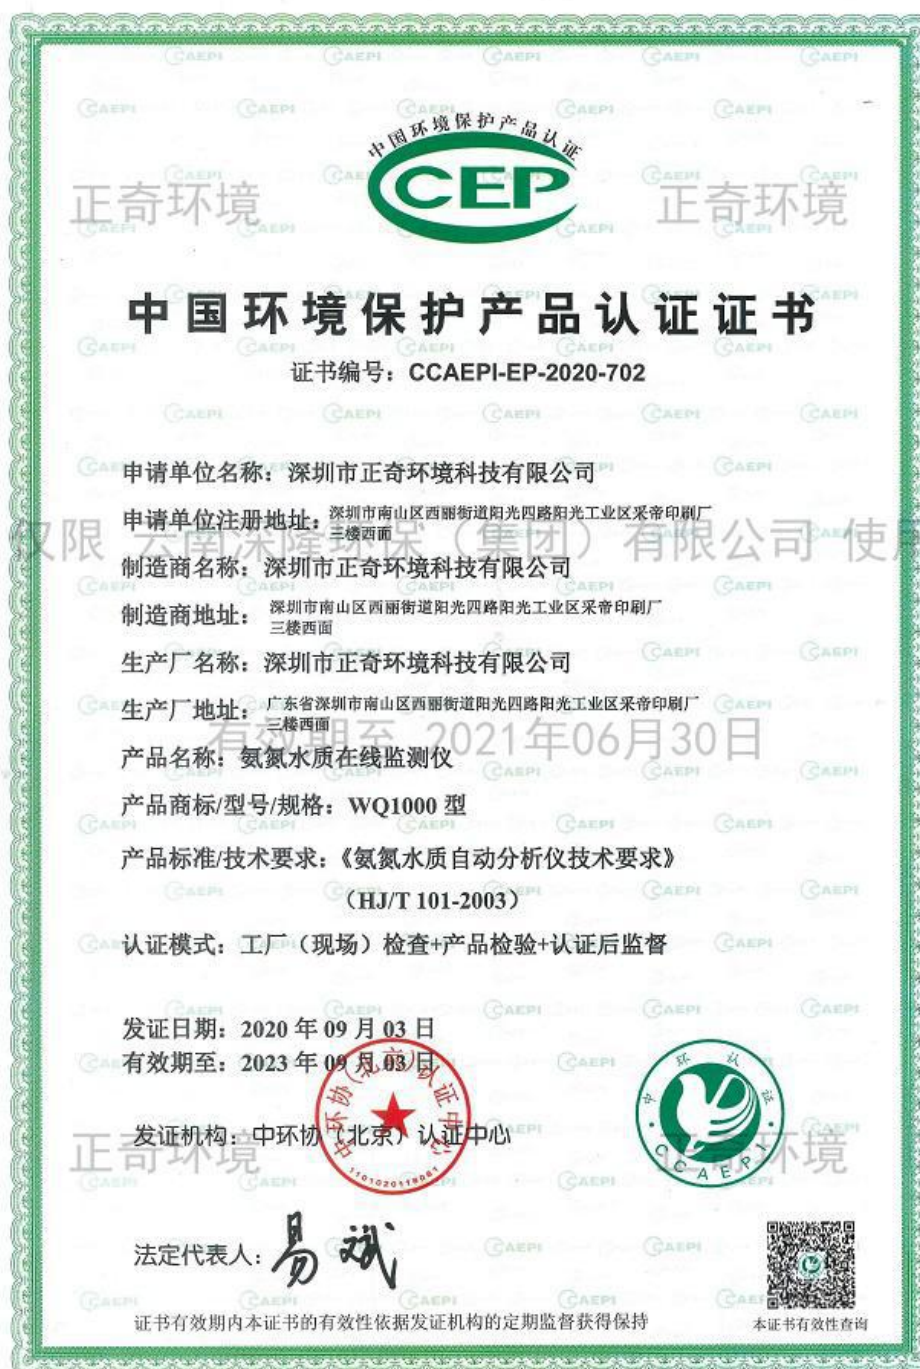 中国环境保护产品认证
CEP
正奇环境
正奇环境
中国环境保护产品认证证书
证书编号：CCAEPI-EP-2020-702
申请单位名称：深圳市正奇环境科技有限公司
申请单位注册地址：深圳市南山区西丽街道阳光四路阳光工业区采帝印刷厂
三楼西面
仅限 云南深隆环保（集团）有限公司 使用
制造商名称：深圳市正奇环境科技有限公司
制造商地址：深圳市南山区西丽街道阳光四路阳光工业区采帝印刷厂
三楼西面
生产厂名称：深圳市正奇环境科技有限公司
生产厂地址：广东省深圳市南山区西丽街道阳光四路阳光工业区采帝印刷厂
三楼西面
有效期至 2021年06月30日
产品名称：氨氮水质在线监测仪
产品商标/型号/规格：WQ1000 型
产品标准/技术要求：《氨氮水质自动分析仪技术要求》
（HJ/T 101-2003）
认证模式：工厂（现场）检查+产品检验+认证后监督
发证日期：2020 年 09 月 03 日
有效期至：2023 年 09 月 03 日
发证机构：中环协（北京）认证中心
中环协(北京)认证中心
中环认证
CCAEPI
正奇环境
正奇环境
法定代表人：易斌
证书有效期内本证书的有效性依据发证机构的定期监督获得保持
本证书有效性查询